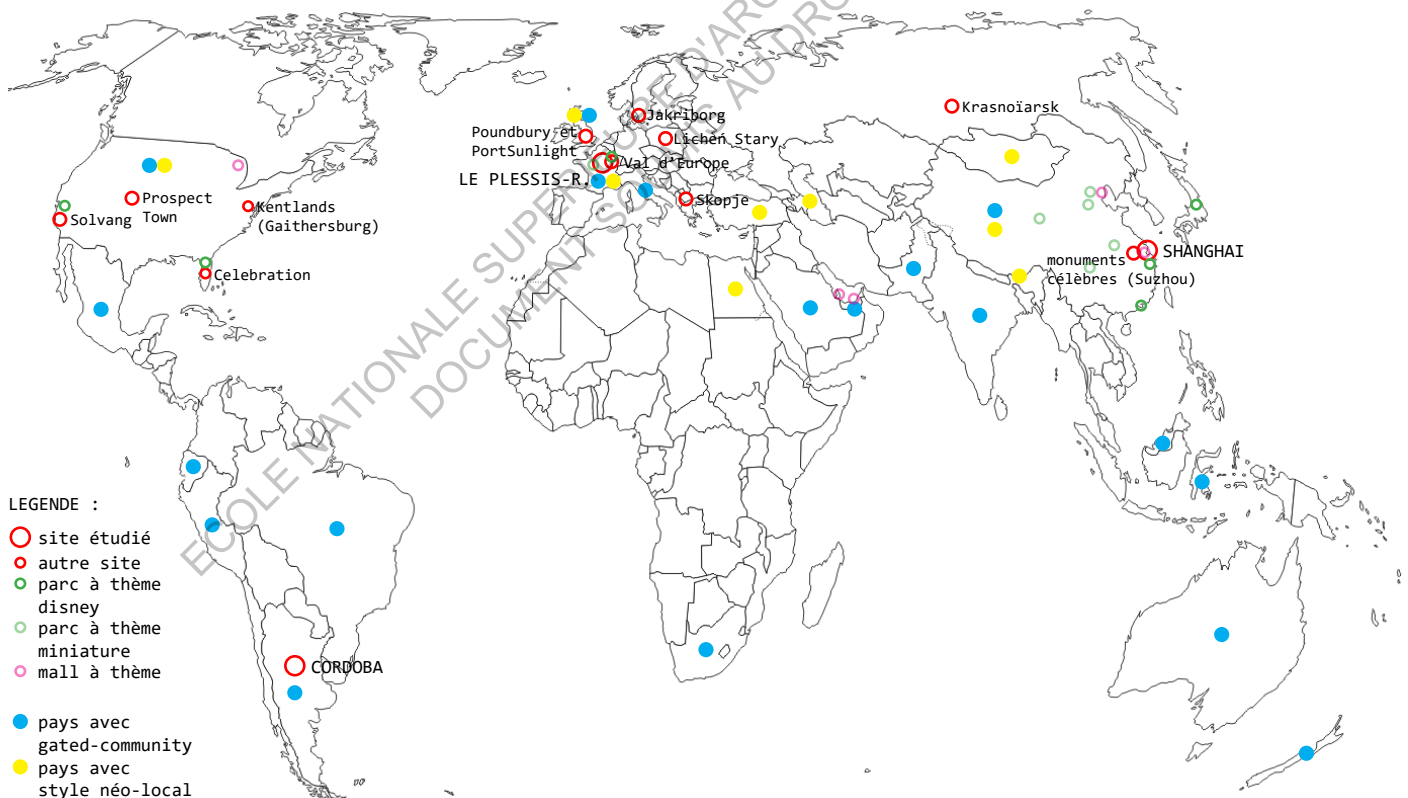 ECOLE NATIONALE SUPERIEURE D'ARC
DOCUMENT SOUMIS AU DRO
Krasnoïarsk
Jakriborg
Poundbury et
PortSunlight
Lichen Stary
Val d'Europe
LE PLESSIS-R.
Skopje
Prospect
Town
Solvang
Kentlands
(Gaithersburg)
Celebration
SHANGHAI
monuments
célèbres (Suzhou)
CORDOBA
LEGENDE :
site étudié
autre site
parc à thème
disney
parc à thème
miniature
mall à thème
pays avec
gated-community
pays avec
style néo-local